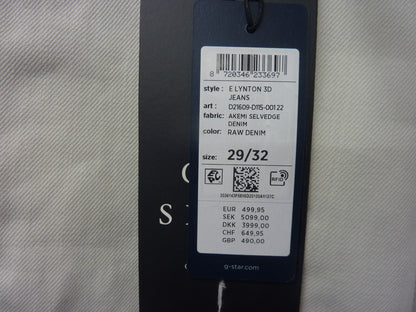 8 720346 233697
style : E LYNTON 3D
JEANS
art : D21609-D115-001 22
fabric: AKEMI SELVEDGE
DENIM
color: RAW DENIM
size: 29/32
RFID
EUR 499,95
SEK 5099,00
DKK 3999,00
CHF 649,95
GBP 490,00
g-star.com